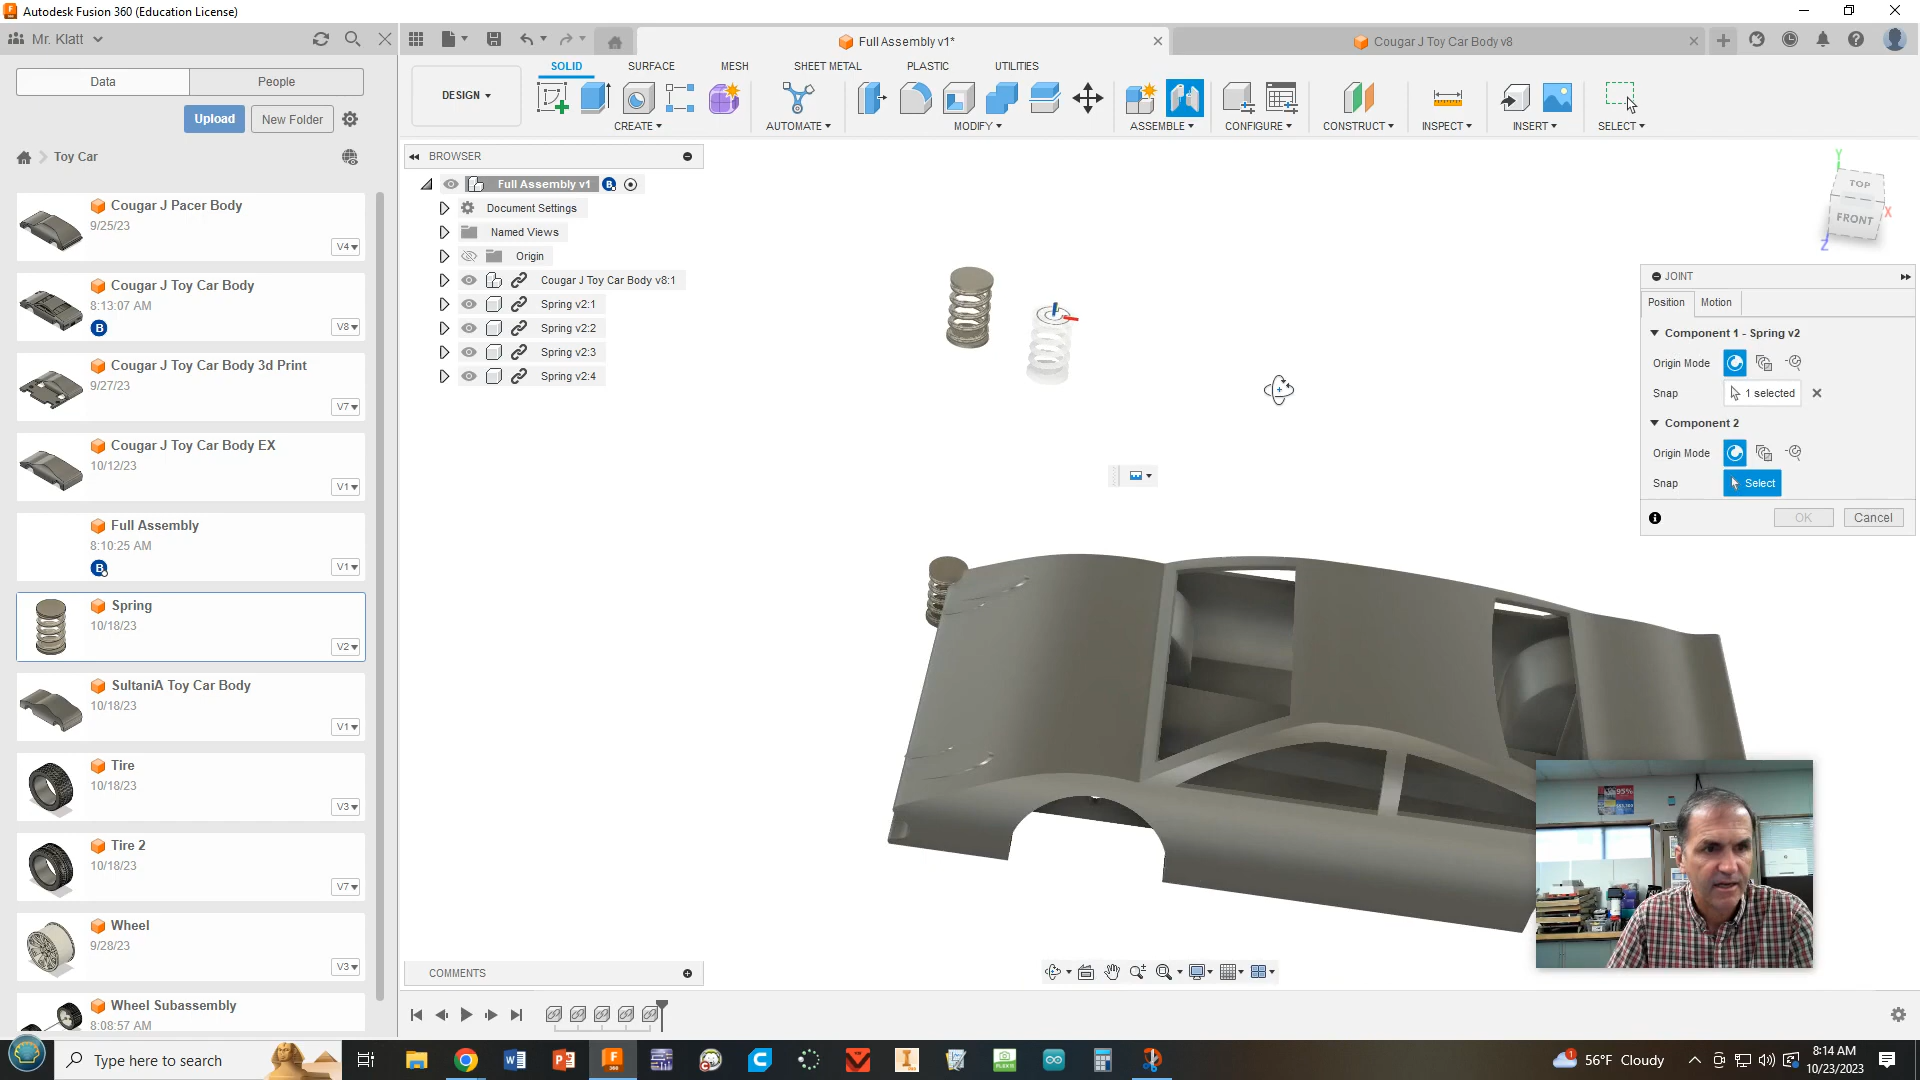 Autodesk Fusion 360 (Education License)
Mr. Klatt
Full Assembly v1*
Cougar J Toy Car Body v8
Data
People
Upload
New Folder
Toy Car
Cougar J Pacer Body
9/25/23
V4
Cougar J Toy Car Body
8:13:07 AM
B
V8
Cougar J Toy Car Body 3d Print
9/27/23
V7
Cougar J Toy Car Body EX
10/12/23
V1
Full Assembly
8:10:25 AM
B
V1
Spring
10/18/23
V2
SultaniA Toy Car Body
10/18/23
V1
Tire
10/18/23
V3
Tire 2
10/18/23
V7
Wheel
9/28/23
V3
Wheel Subassembly
8:08:57 AM
DESIGN
SOLID
SURFACE
MESH
SHEET METAL
PLASTIC
UTILITIES
CREATE
AUTOMATE
MODIFY
ASSEMBLE
CONFIGURE
CONSTRUCT
INSPECT
INSERT
SELECT
BROWSER
Full Assembly v1
B
Document Settings
Named Views
Origin
Cougar J Toy Car Body v8:1
Spring v2:1
Spring v2:2
Spring v2:3
Spring v2:4
Y
TOP
X
FRONT
Z
JOINT
Position
Motion
Component 1 - Spring v2
Origin Mode
Snap
1 selected
Component 2
Origin Mode
Snap
Select
OK
Cancel
95%
COMMENTS
Type here to search
56°F Cloudy
8:14 AM
10/23/2023